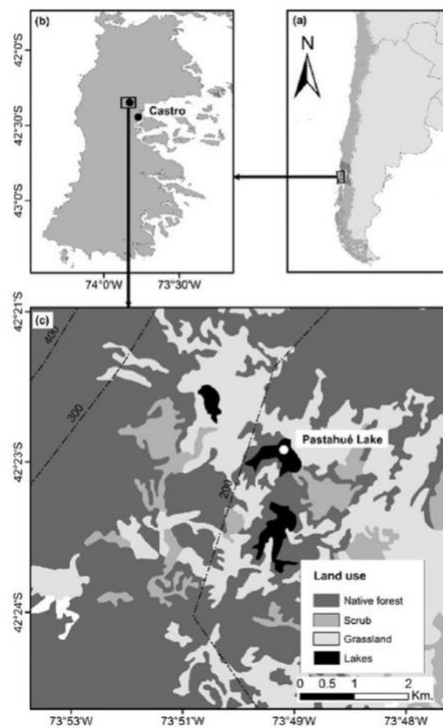 (b)
42°0'S
42°30'S
43°0'S
Castro
74°0'W
73°30'W
(a)
N
(c)
42°21'S
42°23'S
42°24'S
400
300
200
Pastahué Lake
Land use
Native forest
Scrub
Grassland
Lakes
0 0.5 1 2
Km.
73°53'W
73°51'W
73°49'W
73°48'W